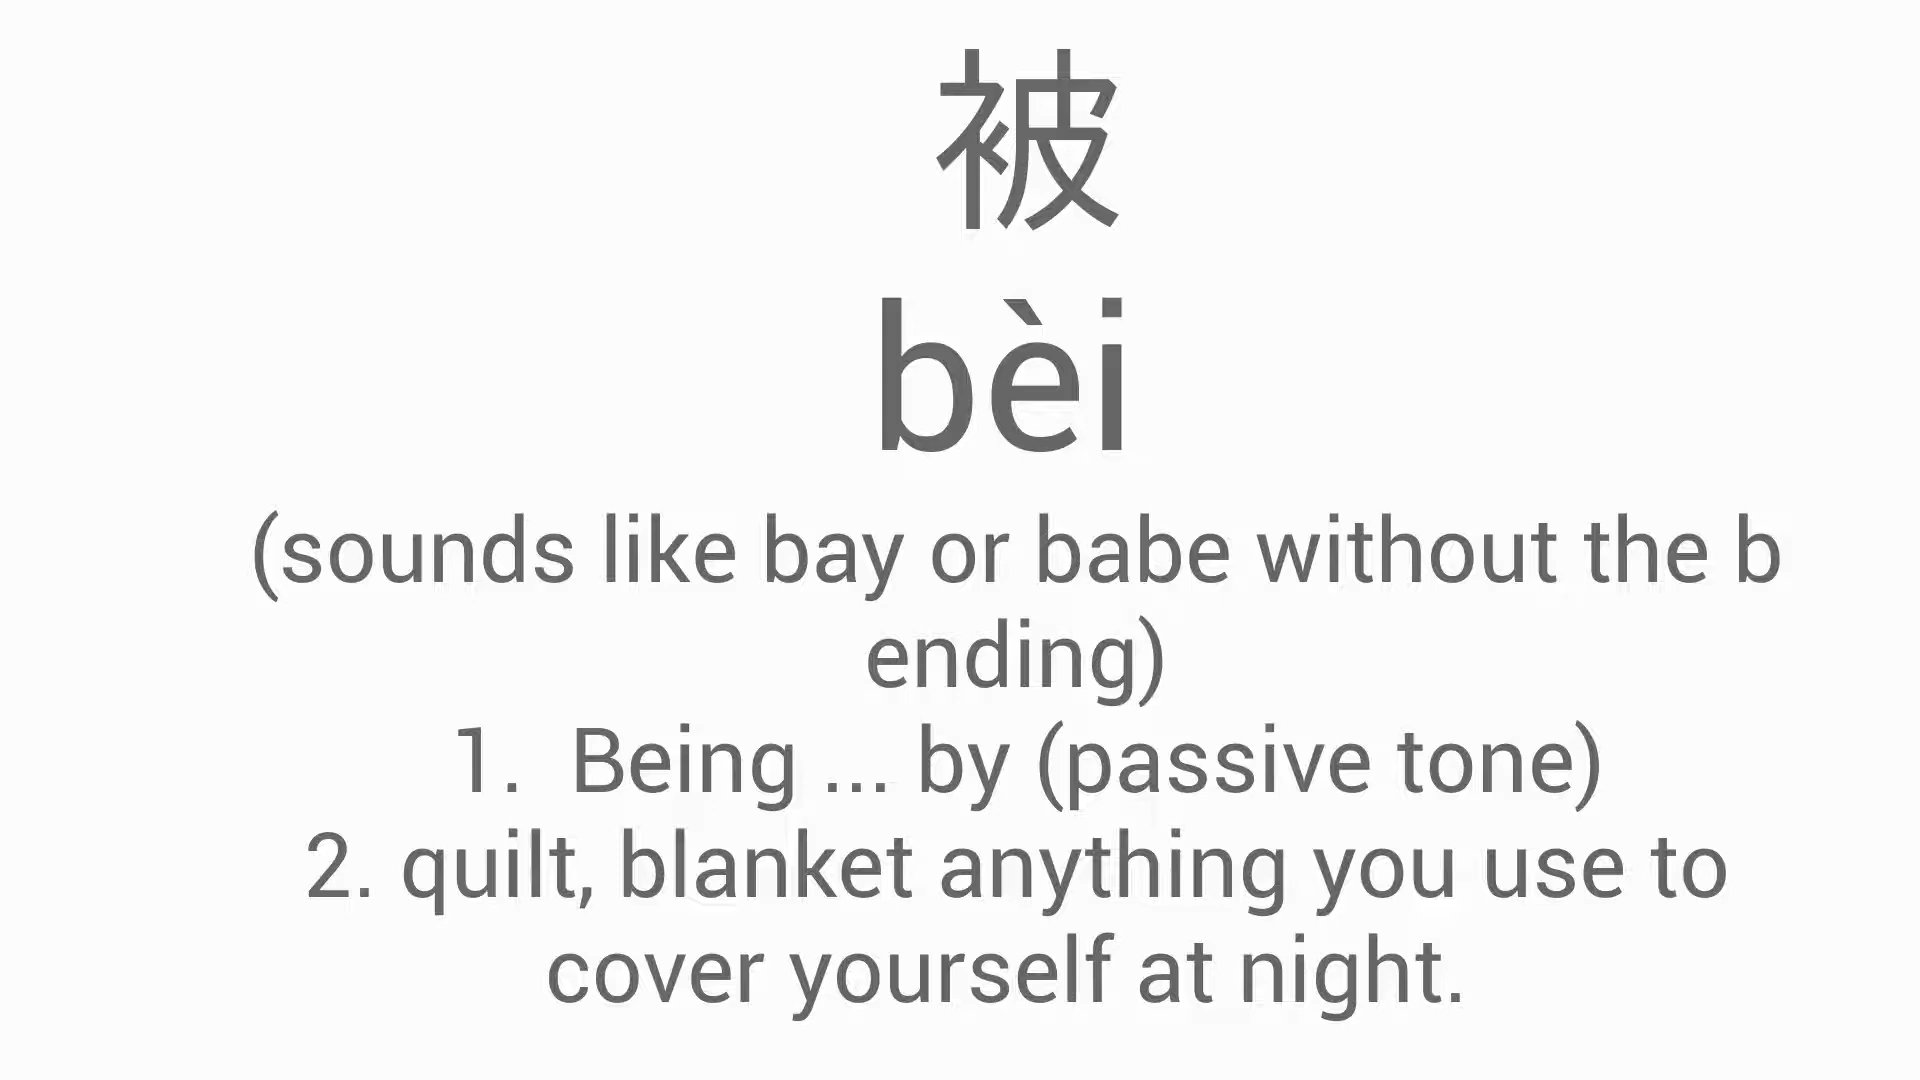 被
bèi
(sounds like bay or babe without the b
ending)
1.  Being ... by (passive tone)
2. quilt, blanket anything you use to
cover yourself at night.